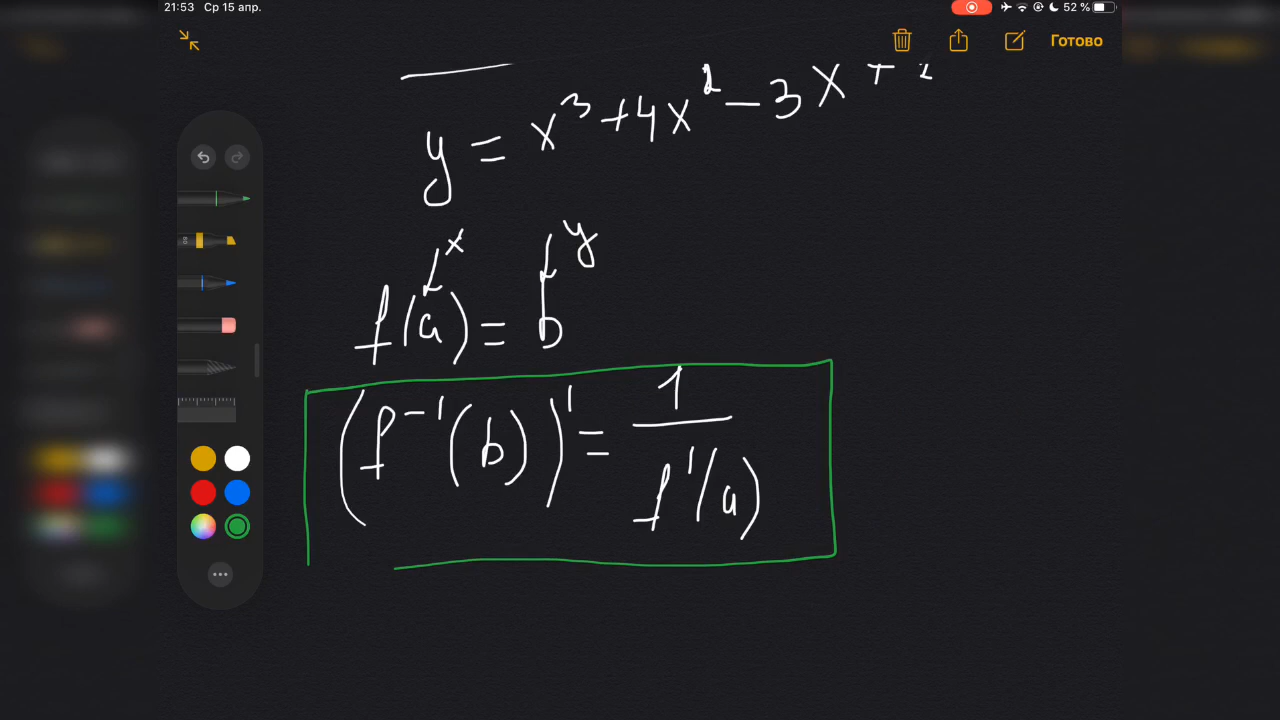 21:53 Ср 15 апр. 52 %
Готово
y = x³ + 4x² − 3x +
x y
f(a) = b
(f⁻¹(b))' = 1 / f'(a)